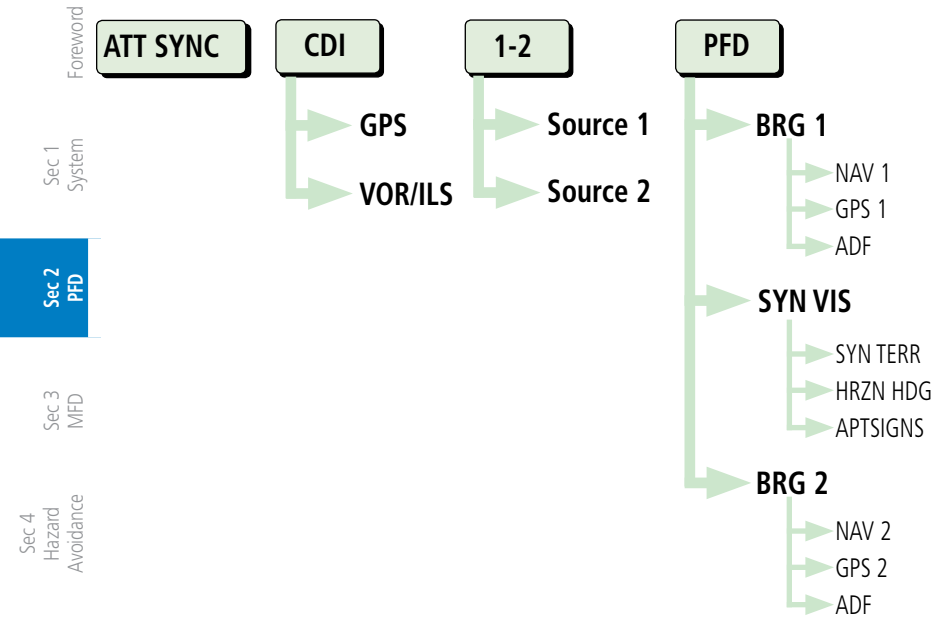 Foreword
Sec 1
System
Sec 2
PFD
Sec 3
MFD
Sec 4
Hazard
Avoidance
ATT SYNC
CDI
GPS
VOR/ILS
1-2
Source 1
Source 2
PFD
BRG 1
NAV 1
GPS 1
ADF
SYN VIS
SYN TERR
HRZN HDG
APTSIGNS
BRG 2
NAV 2
GPS 2
ADF